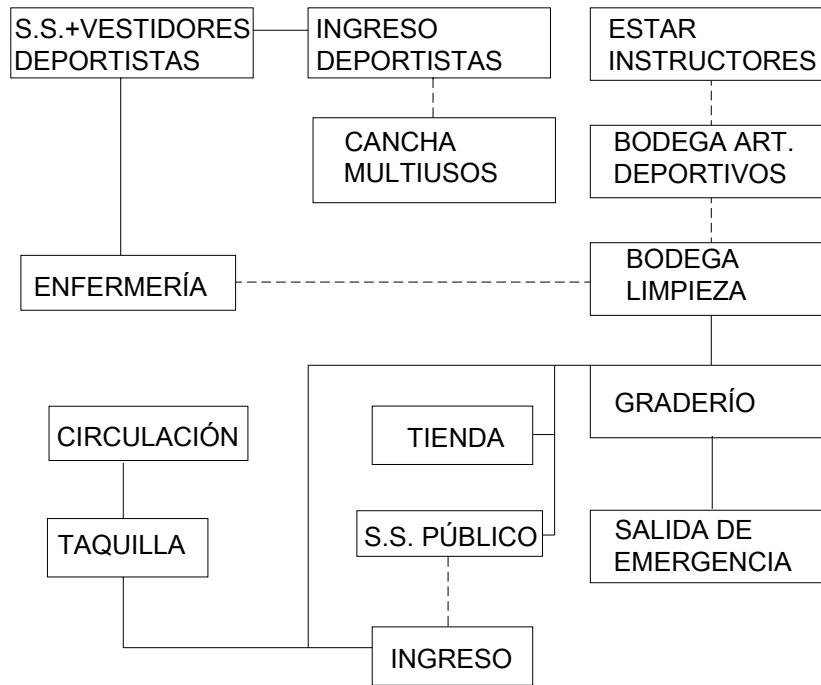 S.S.+VESTIDORES
DEPORTISTAS
INGRESO
DEPORTISTAS
ESTAR
INSTRUCTORES
CANCHA
MULTIUSOS
BODEGA ART.
DEPORTIVOS
ENFERMERÍA
BODEGA
LIMPIEZA
CIRCULACIÓN
TIENDA
GRADERÍO
TAQUILLA
S.S. PÚBLICO
SALIDA DE
EMERGENCIA
INGRESO